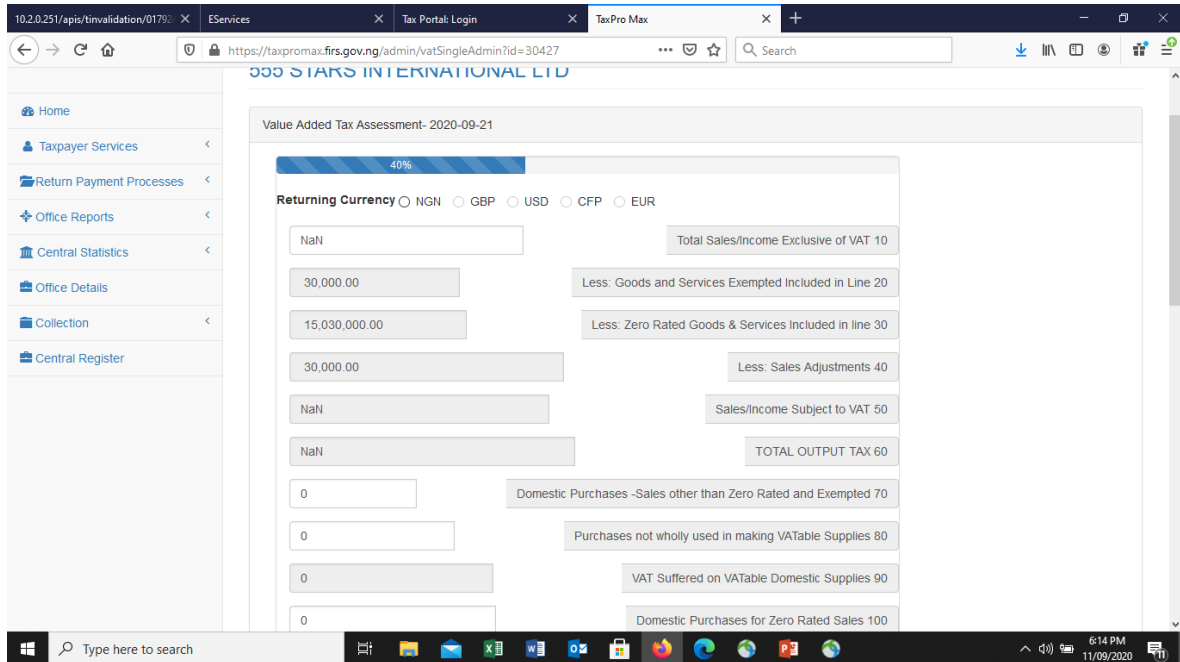 10.2.0.251/apis/tinvalidation/01792
EServices
Tax Portal: Login
TaxPro Max
https://taxpromax.firs.gov.ng/admin/vatSingleAdmin?id=30427
Search
555 STARS INTERNATIONAL LTD
Home
Taxpayer Services
Return Payment Processes
Office Reports
Central Statistics
Office Details
Collection
Central Register
Value Added Tax Assessment- 2020-09-21
40%
Returning Currency NGN GBP USD CFP EUR
NaN Total Sales/Income Exclusive of VAT 10
30,000.00 Less: Goods and Services Exempted Included in Line 20
15,030,000.00 Less: Zero Rated Goods & Services Included in line 30
30,000.00 Less: Sales Adjustments 40
NaN Sales/Income Subject to VAT 50
NaN TOTAL OUTPUT TAX 60
0 Domestic Purchases -Sales other than Zero Rated and Exempted 70
0 Purchases not wholly used in making VATable Supplies 80
0 VAT Suffered on VATable Domestic Supplies 90
0 Domestic Purchases for Zero Rated Sales 100
Type here to search
6:14 PM
11/09/2020